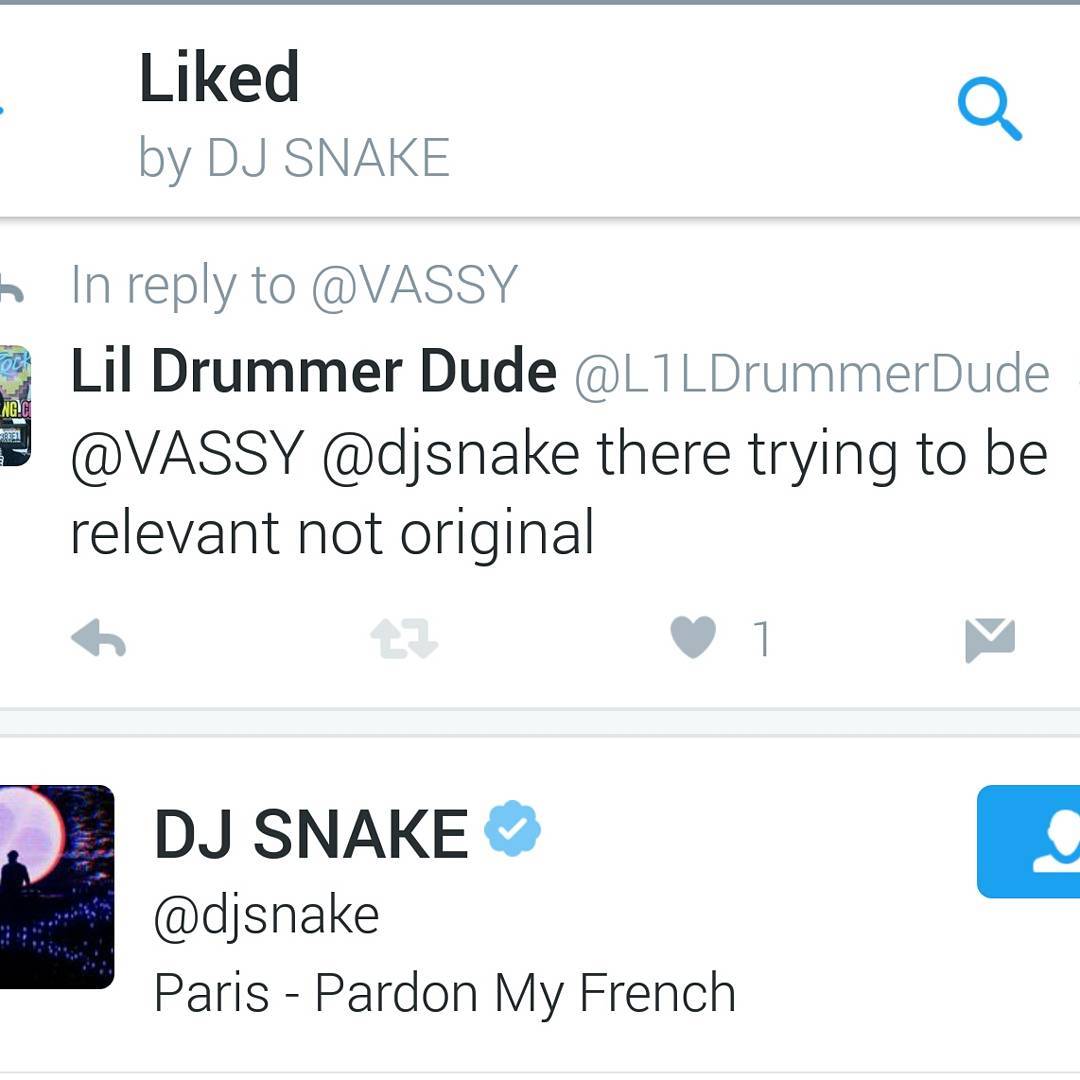 Liked
by DJ SNAKE
In reply to @VASSY
Lil Drummer Dude @L1LDrummerDude
@VASSY @djsnake there trying to be
relevant not original
1
DJ SNAKE
@djsnake
Paris - Pardon My French